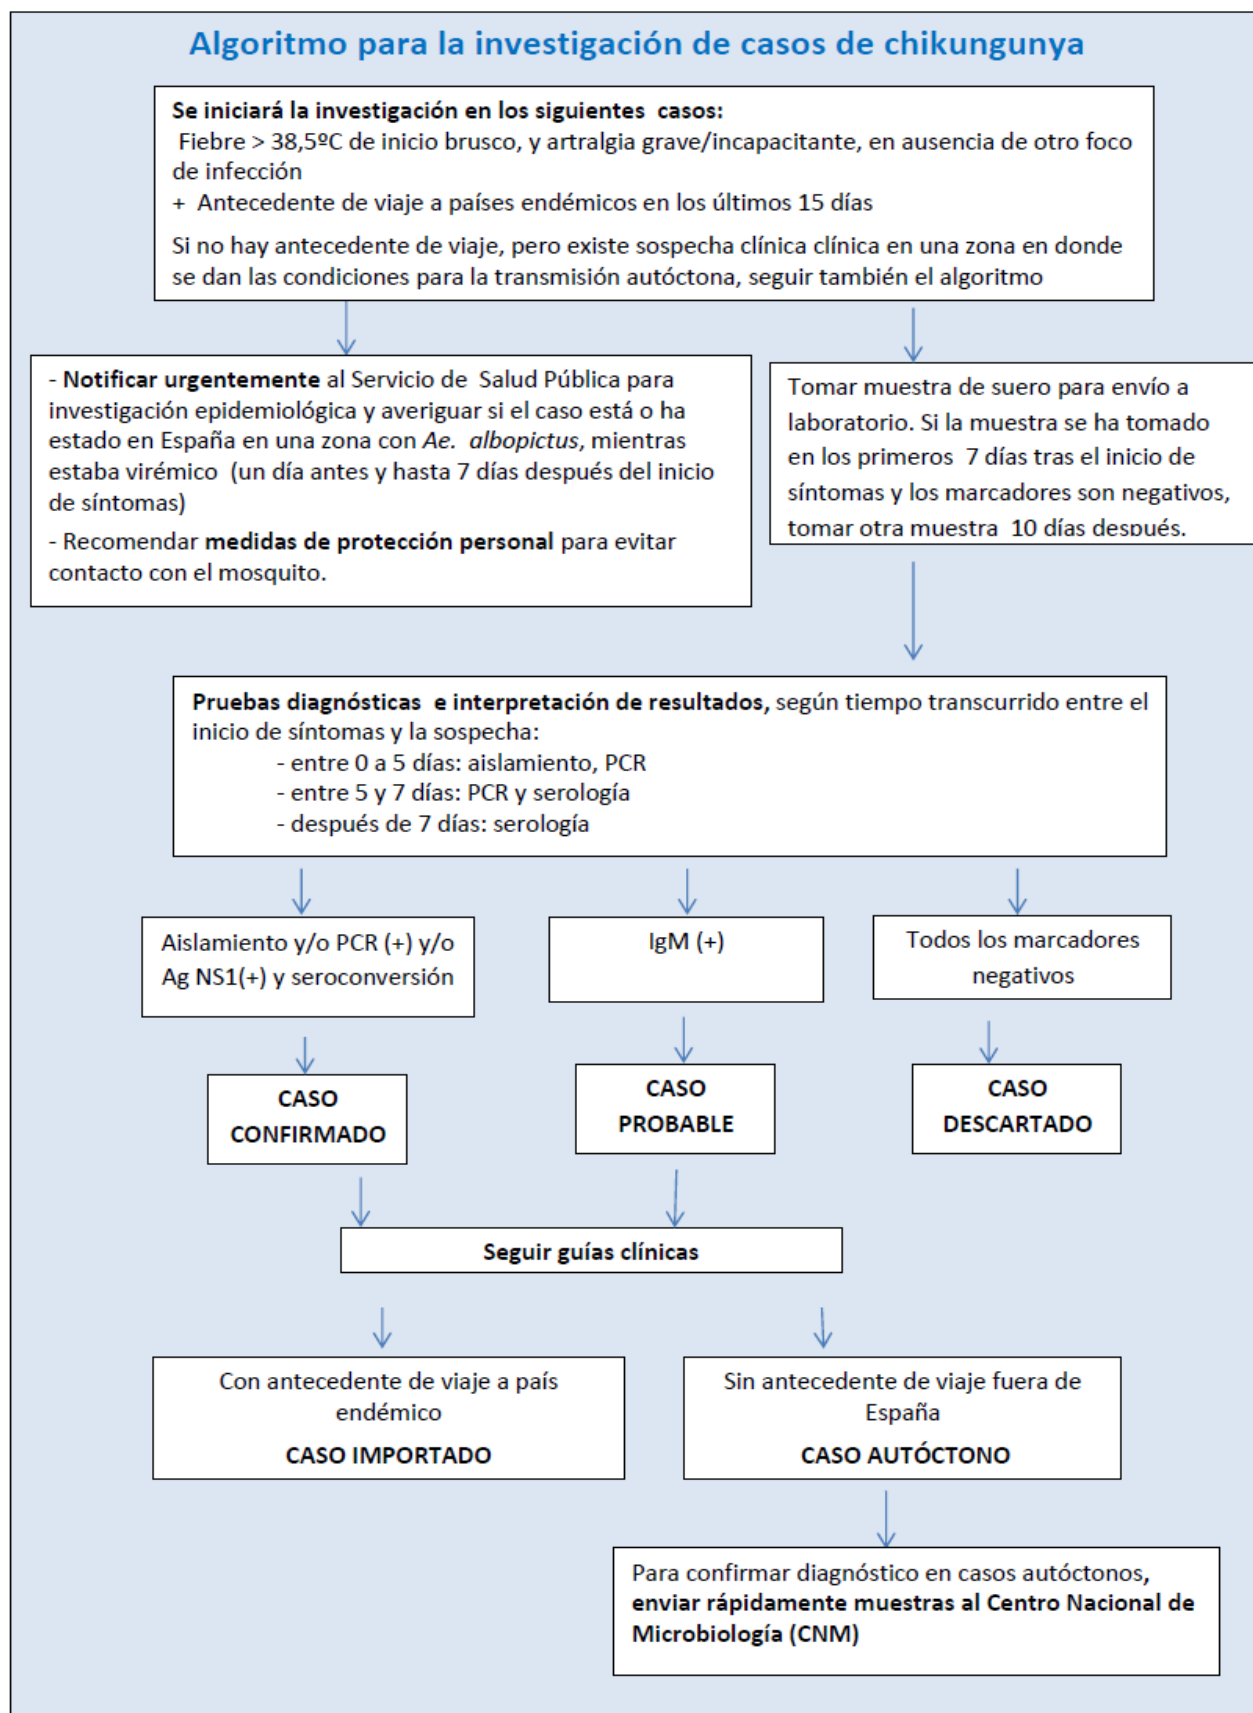 Algoritmo para la investigación de casos de chikungunya
Se iniciará la investigación en los siguientes casos:
Fiebre > 38,5ºC de inicio brusco, y artralgia grave/incapacitante, en ausencia de otro foco
de infección
+ Antecedente de viaje a países endémicos en los últimos 15 días
Si no hay antecedente de viaje, pero existe sospecha clínica clínica en una zona en donde
se dan las condiciones para la transmisión autóctona, seguir también el algoritmo
- Notificar urgentemente al Servicio de Salud Pública para
investigación epidemiológica y averiguar si el caso está o ha
estado en España en una zona con Ae. albopictus, mientras
estaba virémico (un día antes y hasta 7 días después del inicio
de síntomas)
- Recomendar medidas de protección personal para evitar
contacto con el mosquito.
Tomar muestra de suero para envío a
laboratorio. Si la muestra se ha tomado
en los primeros 7 días tras el inicio de
síntomas y los marcadores son negativos,
tomar otra muestra 10 días después.
Pruebas diagnósticas e interpretación de resultados, según tiempo transcurrido entre el
inicio de síntomas y la sospecha:
- entre 0 a 5 días: aislamiento, PCR
- entre 5 y 7 días: PCR y serología
- después de 7 días: serología
Aislamiento y/o PCR (+) y/o
Ag NS1(+) y seroconversión
IgM (+)
Todos los marcadores
negativos
CASO
CONFIRMADO
CASO
PROBABLE
CASO
DESCARTADO
Seguir guías clínicas
Con antecedente de viaje a país
endémico
CASO IMPORTADO
Sin antecedente de viaje fuera de
España
CASO AUTÓCTONO
Para confirmar diagnóstico en casos autóctonos,
enviar rápidamente muestras al Centro Nacional de
Microbiología (CNM)